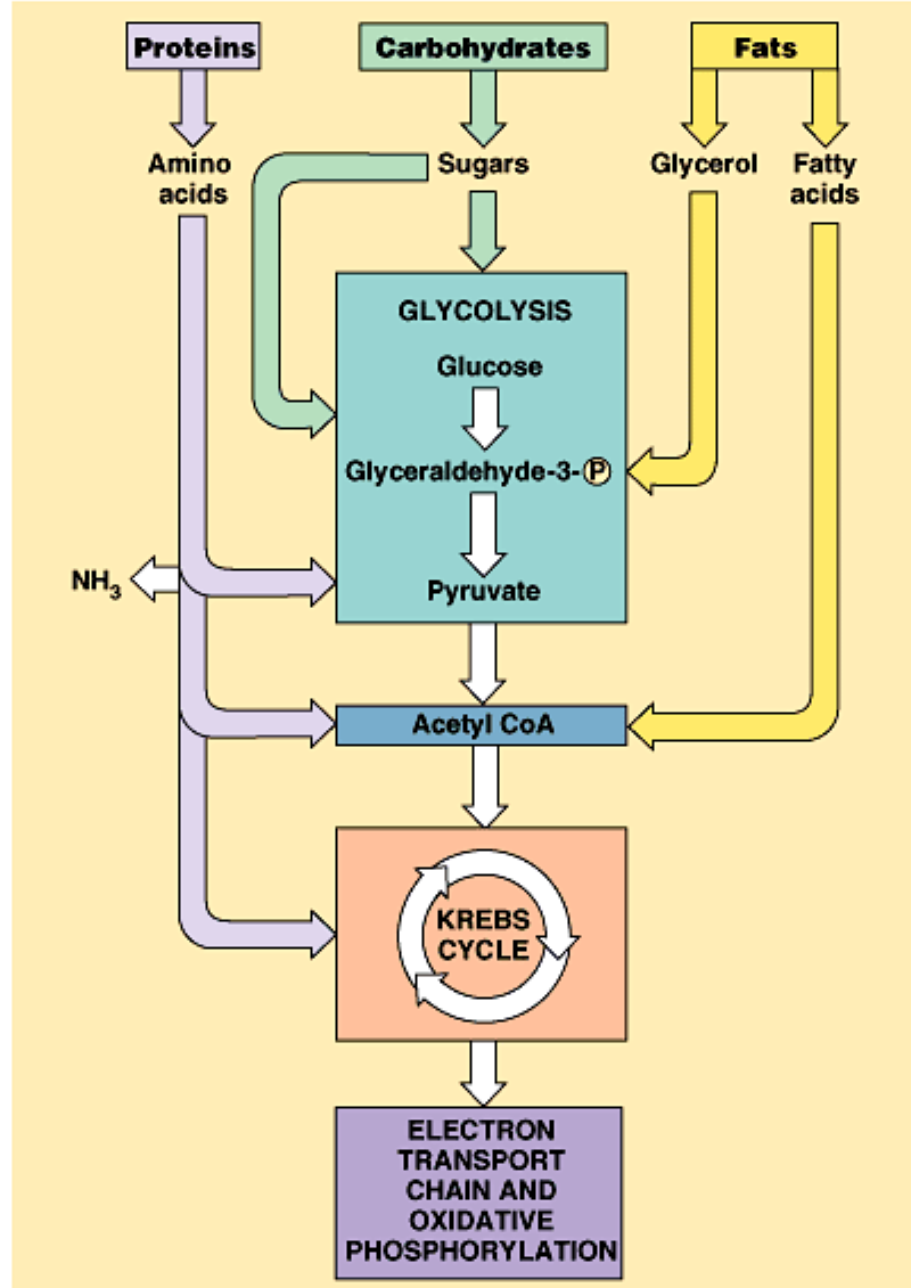 Proteins
Carbohydrates
Fats
Amino
acids
Sugars
Glycerol
Fatty
acids
GLYCOLYSIS
Glucose
Glyceraldehyde-3-P
NH₃
Pyruvate
Acetyl CoA
KREBS
CYCLE
ELECTRON
TRANSPORT
CHAIN AND
OXIDATIVE
PHOSPHORYLATION